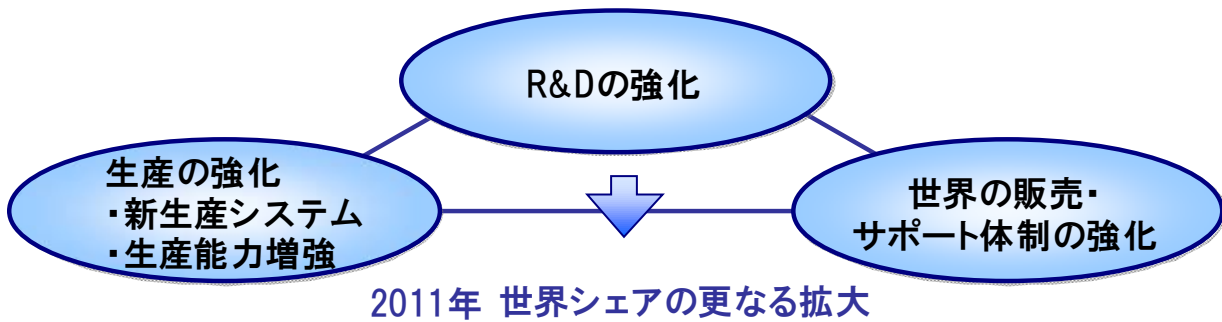 R&Dの強化
生産の強化
・新生産システム
・生産能力増強
世界の販売・
サポート体制の強化
2011年 世界シェアの更なる拡大